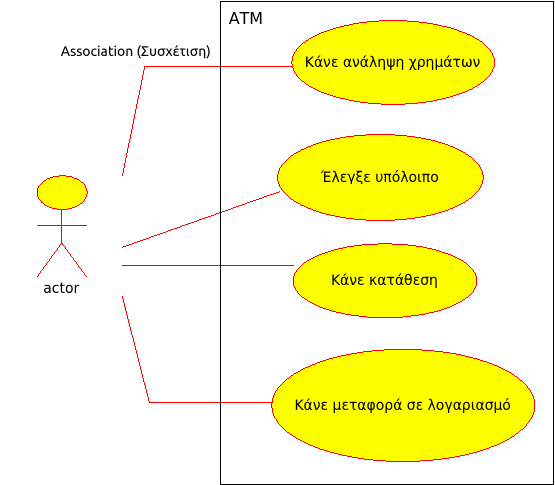 ATM
Association (Συσχέτιση)
Κάνε ανάληψη χρημάτων
Έλεγξε υπόλοιπο
Κάνε κατάθεση
actor
Κάνε μεταφορά σε λογαριασμό